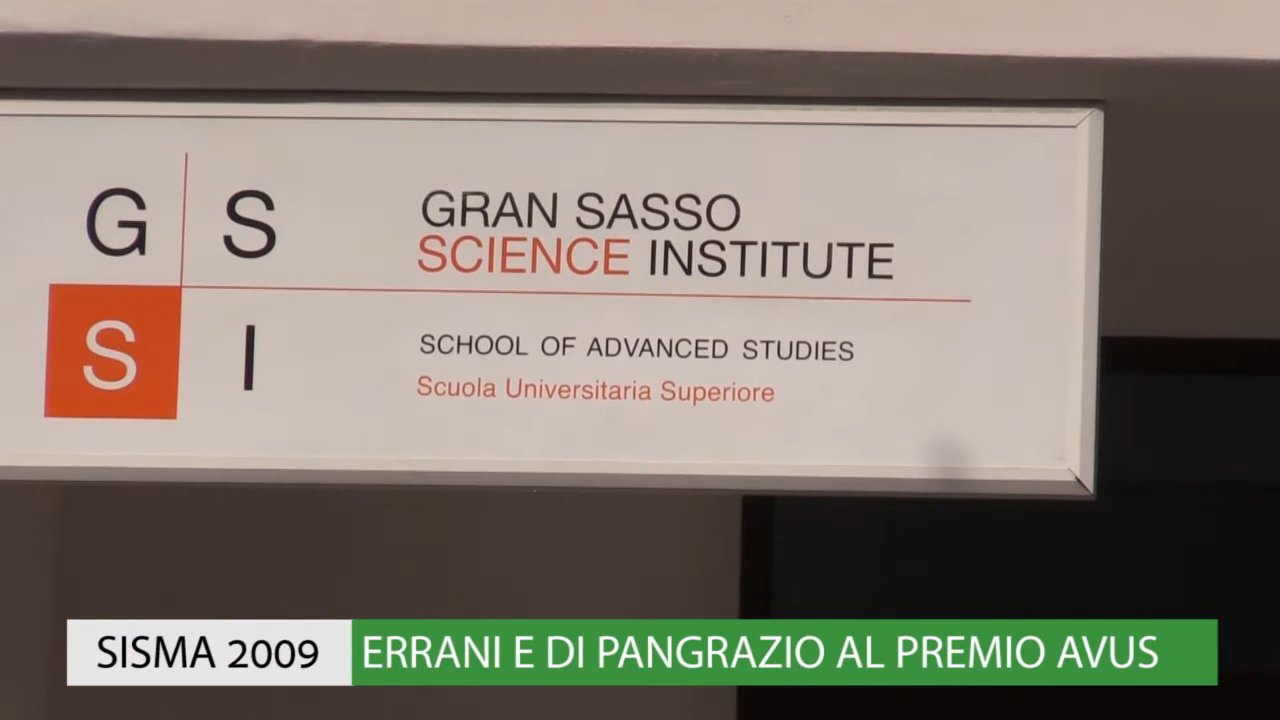 G S
S I
GRAN SASSO
SCIENCE INSTITUTE
SCHOOL OF ADVANCED STUDIES
Scuola Universitaria Superiore
SISMA 2009 ERRANI E DI PANGRAZIO AL PREMIO AVUS